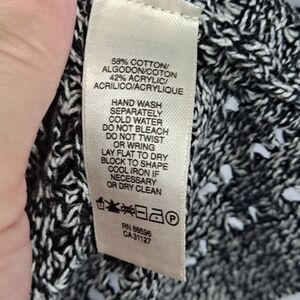 58% COTTON/
ALGODON/COTON
42% ACRYLIC/
ACRILICO/ACRYLIQUE
HAND WASH
SEPARATELY
COLD WATER
DO NOT BLEACH
DO NOT TWIST
OR WRING
LAY FLAT TO DRY
BLOCK TO SHAPE
COOL IRON IF
NECESSARY
OR DRY CLEAN
P
RN 88596
CA 31127